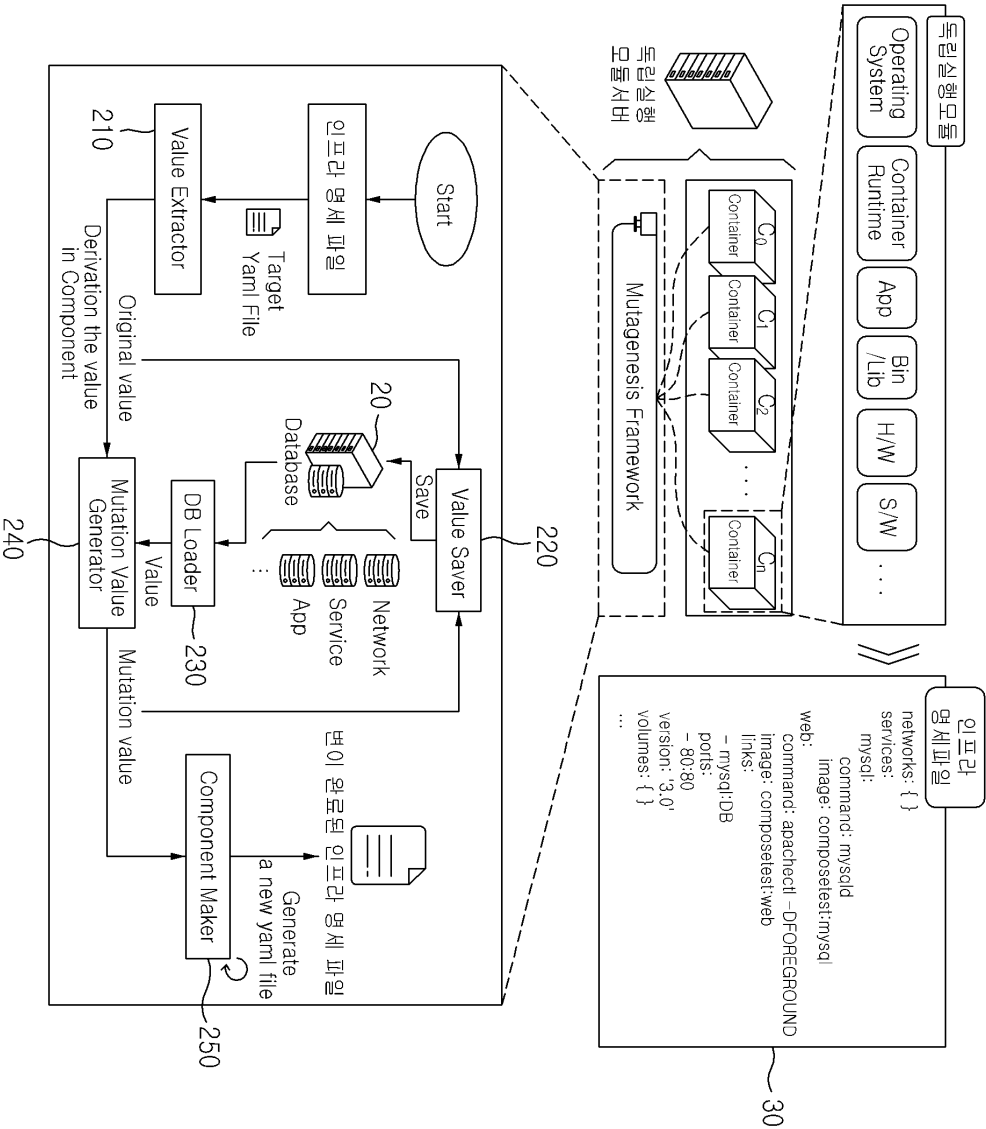 독립실행모듈
Operating
System
Container
Runtime
App
Bin
/Lib
H/W
S/W
· · · ·
독립실행
모듈서버
C0
Container
C1
Container
C2
Container
· · · ·
Cn
Container
Mutagenesis Framework
인프라
명세파일
networks: { }
services:
mysql:
command: mysqld
image: composetest:mysql
web:
command: apachectl -DFOREGROUND
image: composetest:web
links:
- mysql:DB
ports:
- 80:80
version: '3.0'
volumes: { }
...
30
Start
인프라 명세 파일
Target
Yaml File
Value Extractor
210
Original value
Derivation the value
in Component
Value Saver
220
Save
20
Database
Network
Service
App
...
DB Loader
230
Value
Mutation Value
Generator
240
Mutation value
변이 완료된 인프라 명세 파일
Generate
a new yaml file
Component Maker
250